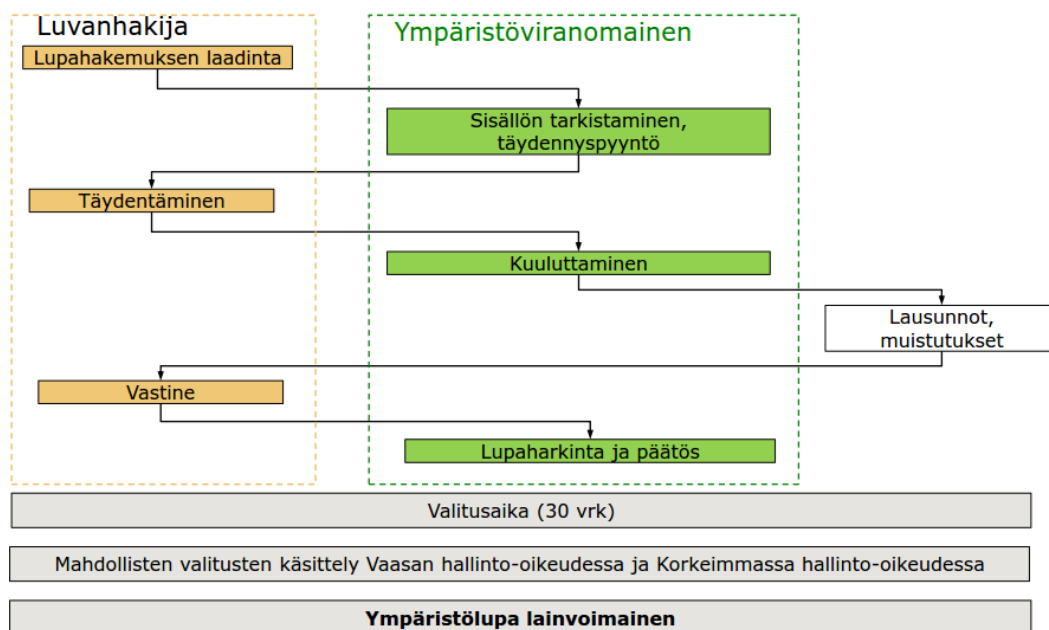 Luvanhakija
Ympäristöviranomainen
Lupahakemuksen laadinta
Sisällön tarkistaminen,
täydennyspyyntö
Täydentäminen
Kuuluttaminen
Lausunnot,
muistutukset
Vastine
Lupaharkinta ja päätös
Valitusaika (30 vrk)
Mahdollisten valitusten käsittely Vaasan hallinto-oikeudessa ja Korkeimmassa hallinto-oikeudessa
Ympäristölupa lainvoimainen